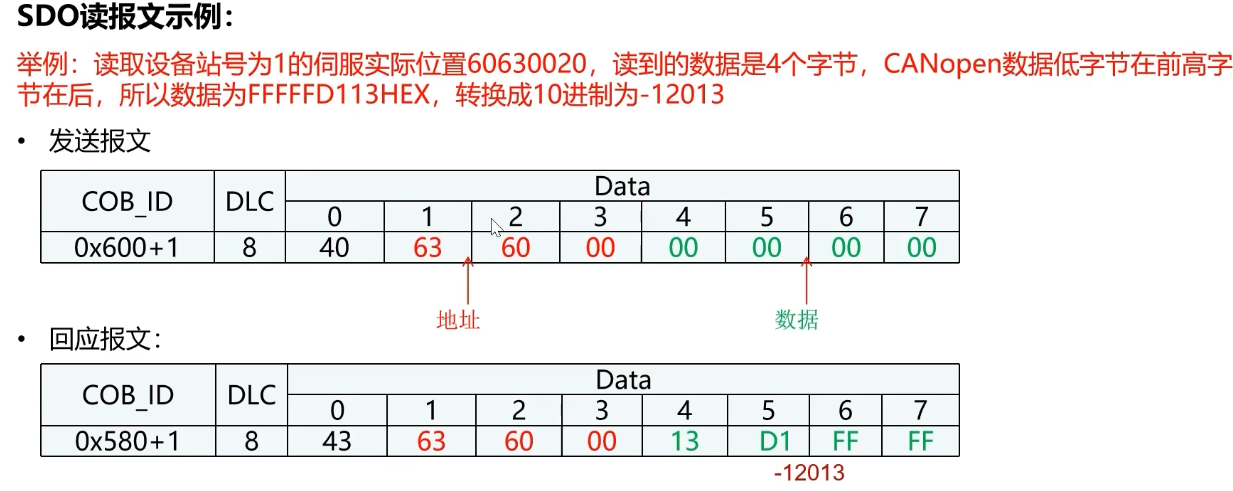 SDO读报文示例：
举例：读取设备站号为1的伺服实际位置60630020，读到的数据是4个字节，CANopen数据低字节在前高字
节在后，所以数据为FFFFFD113HEX，转换成10进制为-12013
• 发送报文
COB_ID DLC Data
0 1 2 3 4 5 6 7
0x600+1 8 40 63 60 00 00 00 00 00
地址 数据
• 回应报文：
COB_ID DLC Data
0 1 2 3 4 5 6 7
0x580+1 8 43 63 60 00 13 D1 FF FF
-12013